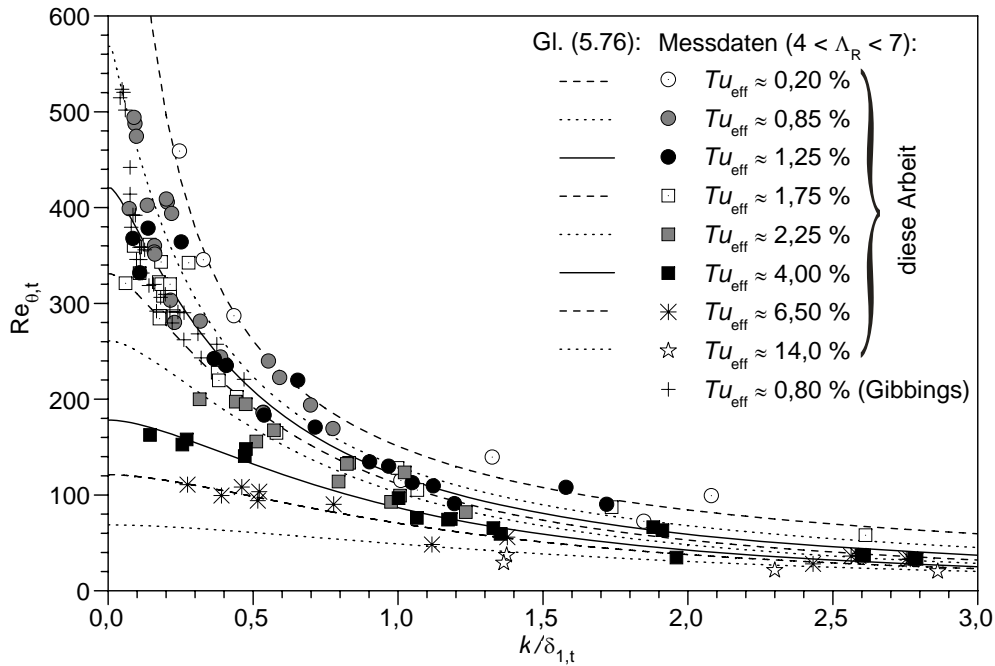 600
500
400
300
200
100
0
Re_θ,t
0,0 0,5 1,0 1,5 2,0 2,5 3,0
k/δ_1,t
Gl. (5.76): Messdaten (4 < Λ_R < 7):
Tu_eff ≈ 0,20 %
Tu_eff ≈ 0,85 %
Tu_eff ≈ 1,25 %
Tu_eff ≈ 1,75 %
Tu_eff ≈ 2,25 %
Tu_eff ≈ 4,00 %
Tu_eff ≈ 6,50 %
Tu_eff ≈ 14,0 %
Tu_eff ≈ 0,80 % (Gibbings)
diese Arbeit